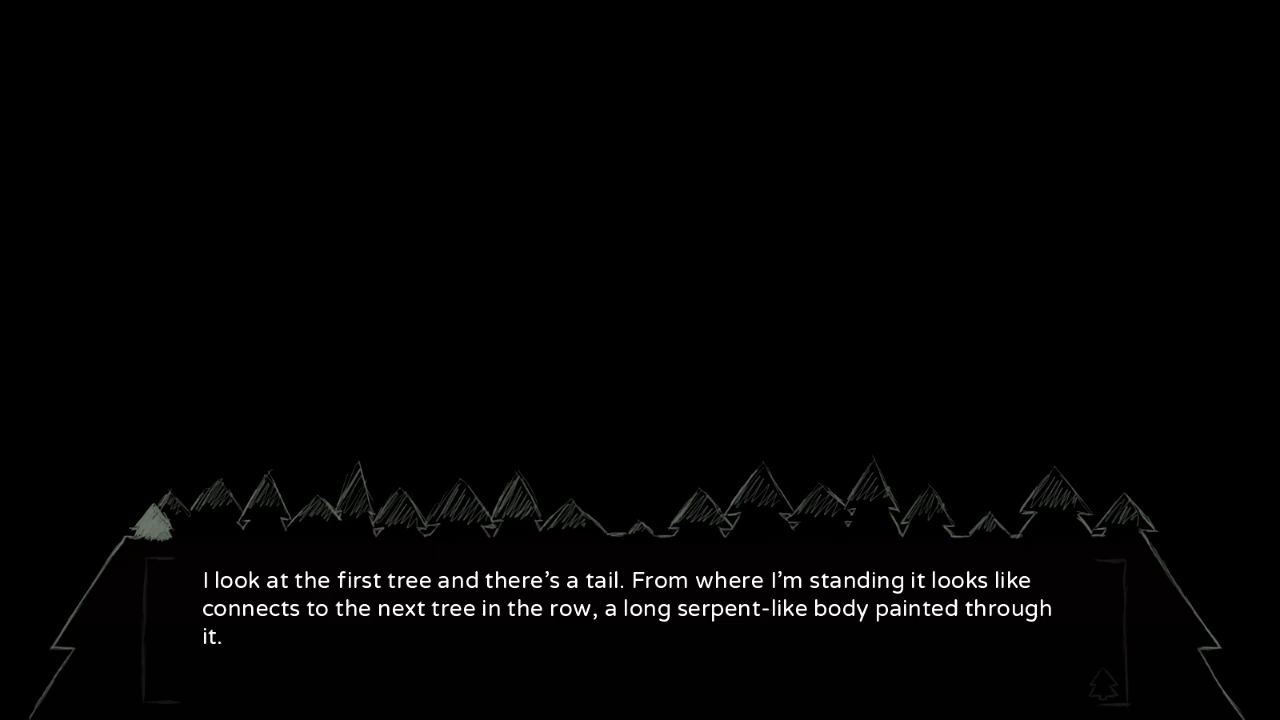 I look at the first tree and there's a tail. From where I'm standing it looks like
connects to the next tree in the row, a long serpent-like body painted through
it.